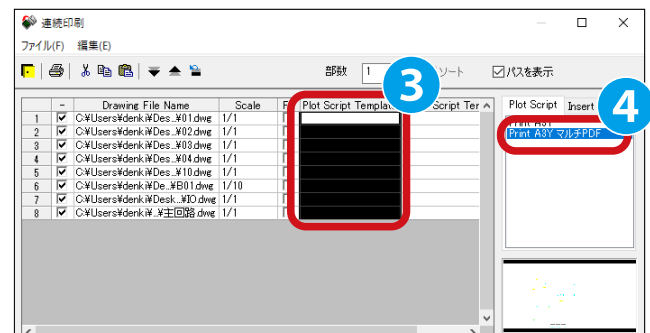 連続印刷
ファイル(F) 編集(E)
部数 1 ソート パスを表示
3
4
- Drawing File Name Scale F Plot Script Templat Script Ter
Plot Script Insert
1 C:¥Users¥denki¥Des...¥01.dwg 1/1
2 C:¥Users¥denki¥Des...¥02.dwg 1/1
3 C:¥Users¥denki¥Des...¥03.dwg 1/1
4 C:¥Users¥denki¥Des...¥04.dwg 1/1
5 C:¥Users¥denki¥Des...¥10.dwg 1/1
6 C:¥Users¥denki¥De...¥B01.dwg 1/10
7 C:¥Users¥denki¥Desk...¥IO.dwg 1/1
8 C:¥Users¥denki¥...¥主回路.dwg 1/1
Print A3Y
Print A3Y マルチPDF